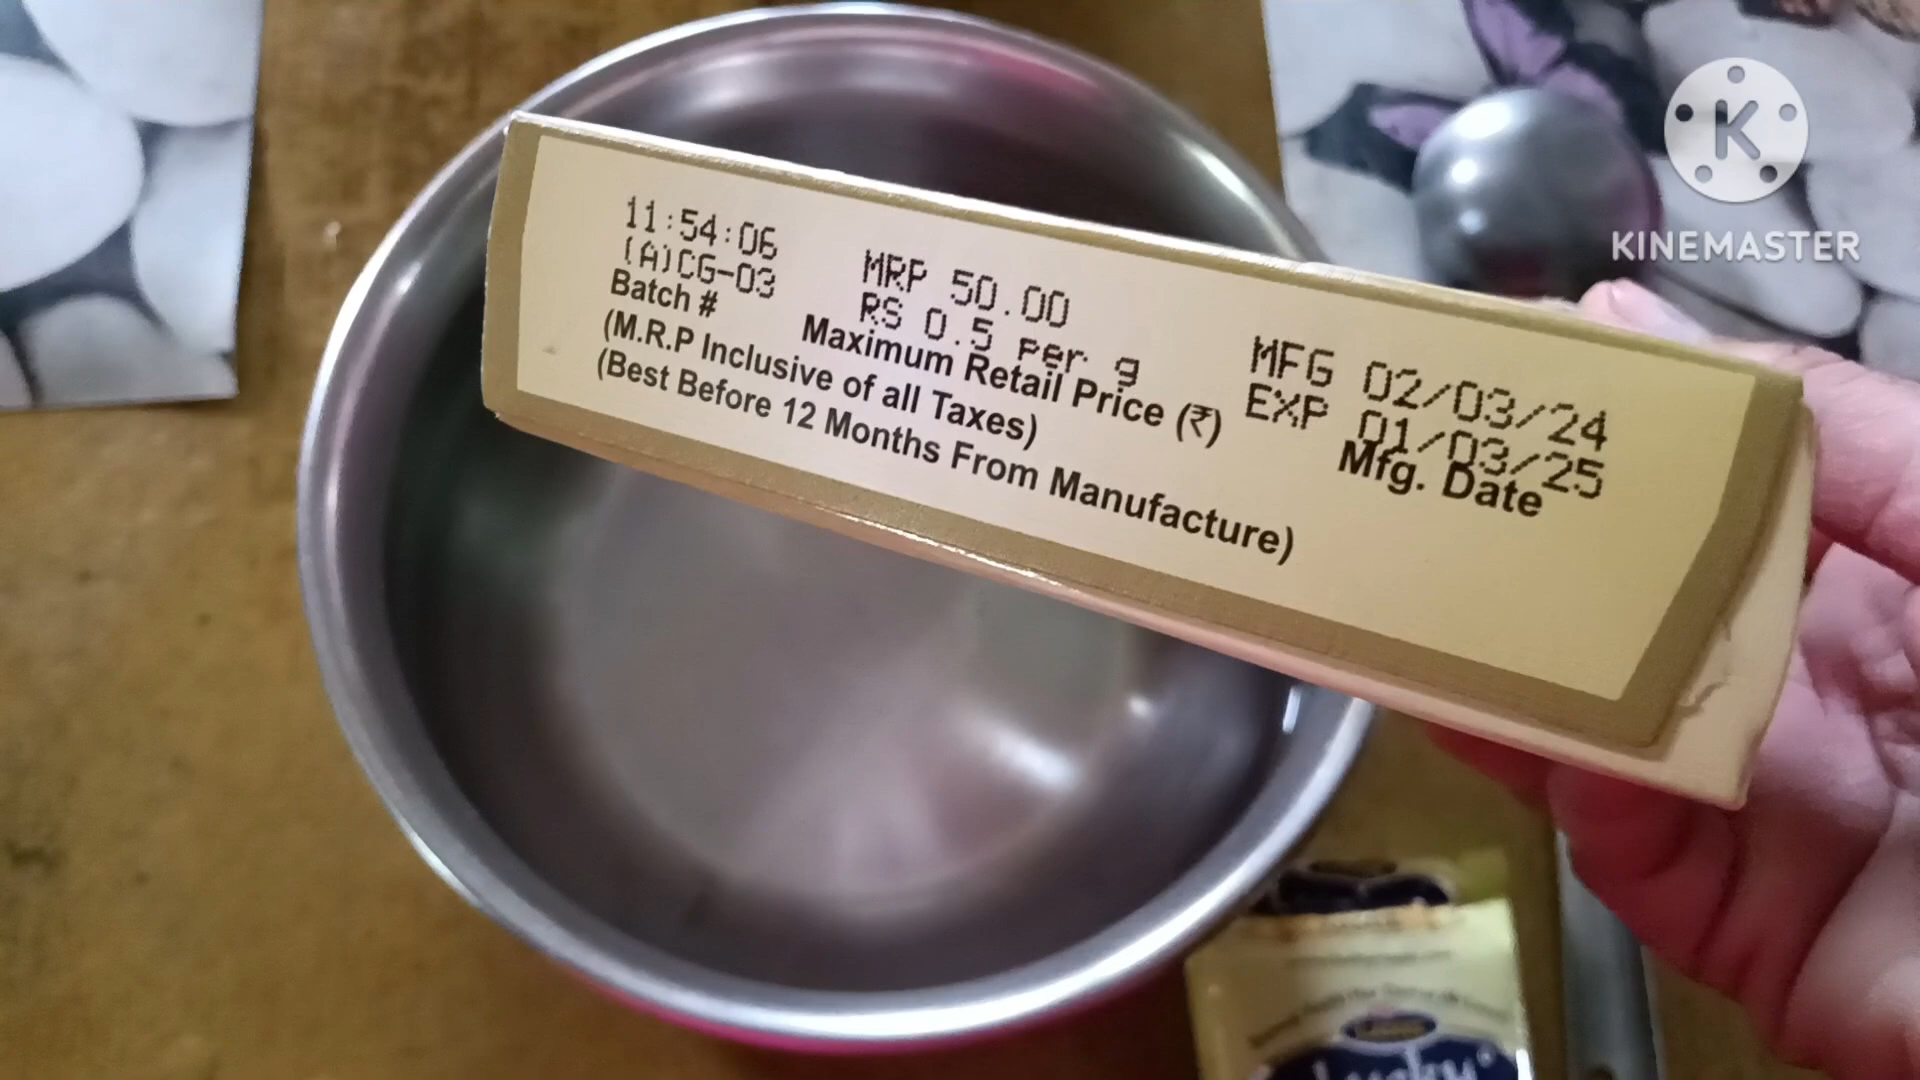 11:54:06
(A)CG-03
Batch #
MRP 50.00
RS 0.5 Per g
Maximum Retail Price (₹)
MFG 02/03/24
EXP 01/03/25
Mfg. Date
(M.R.P Inclusive of all Taxes)
(Best Before 12 Months From Manufacture)
K
KINEMASTER